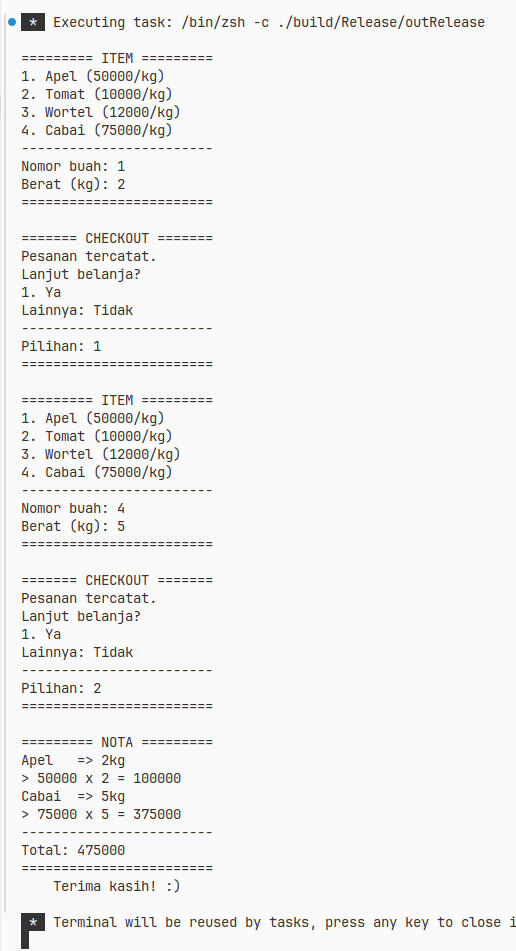 * Executing task: /bin/zsh -c ./build/Release/outRelease
========= ITEM =========
1. Apel (50000/kg)
2. Tomat (10000/kg)
3. Wortel (12000/kg)
4. Cabai (75000/kg)
------------------------
Nomor buah: 1
Berat (kg): 2
========================
======= CHECKOUT =======
Pesanan tercatat.
Lanjut belanja?
1. Ya
Lainnya: Tidak
------------------------
Pilihan: 1
========================
========= ITEM =========
1. Apel (50000/kg)
2. Tomat (10000/kg)
3. Wortel (12000/kg)
4. Cabai (75000/kg)
------------------------
Nomor buah: 4
Berat (kg): 5
========================
======= CHECKOUT =======
Pesanan tercatat.
Lanjut belanja?
1. Ya
Lainnya: Tidak
------------------------
Pilihan: 2
========================
========= NOTA =========
Apel   => 2kg
> 50000 x 2 = 100000
Cabai  => 5kg
> 75000 x 5 = 375000
------------------------
Total: 475000
========================
    Terima kasih! :)
* Terminal will be reused by tasks, press any key to close i